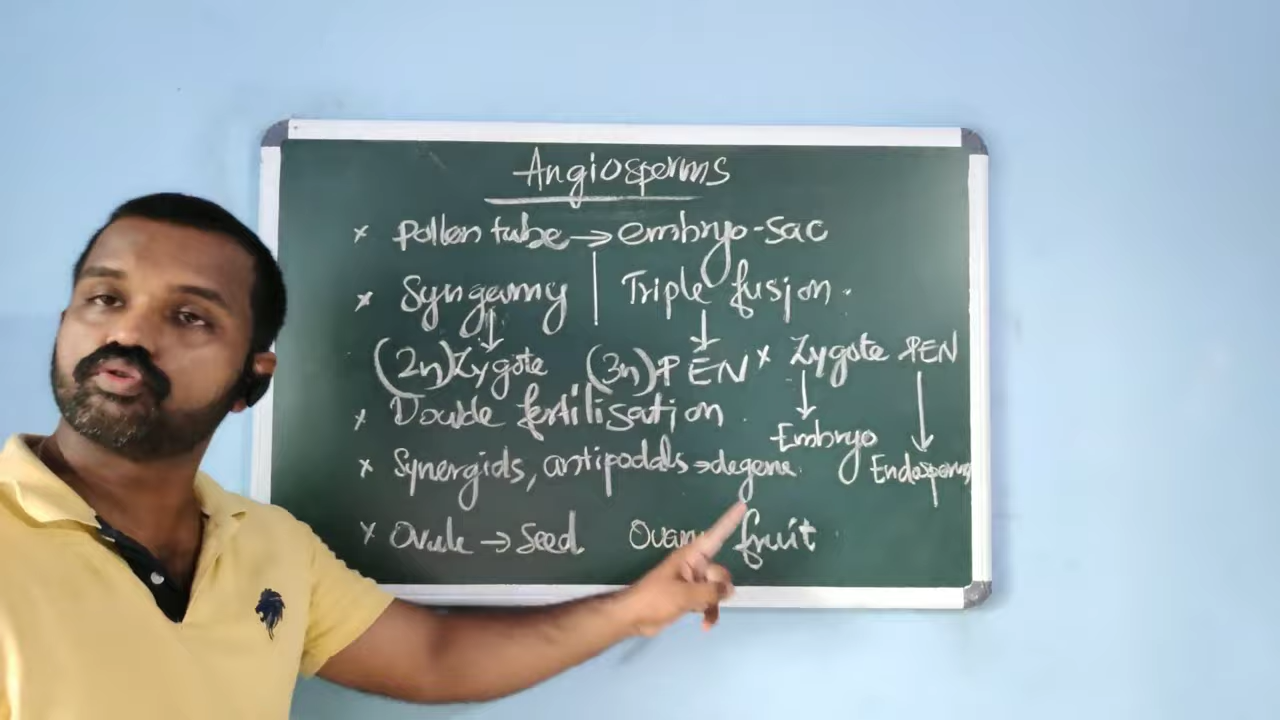 Angiosperms
* Pollen tube → embryo-sac
* Syngamy | Triple fusion.
(2n) Zygote (3n) PEN
* Zygote PEN
* Double fertilisation.
Embryo Endosperm
* Synergids, antipodals → degene.
* Ovule → Seed fruit